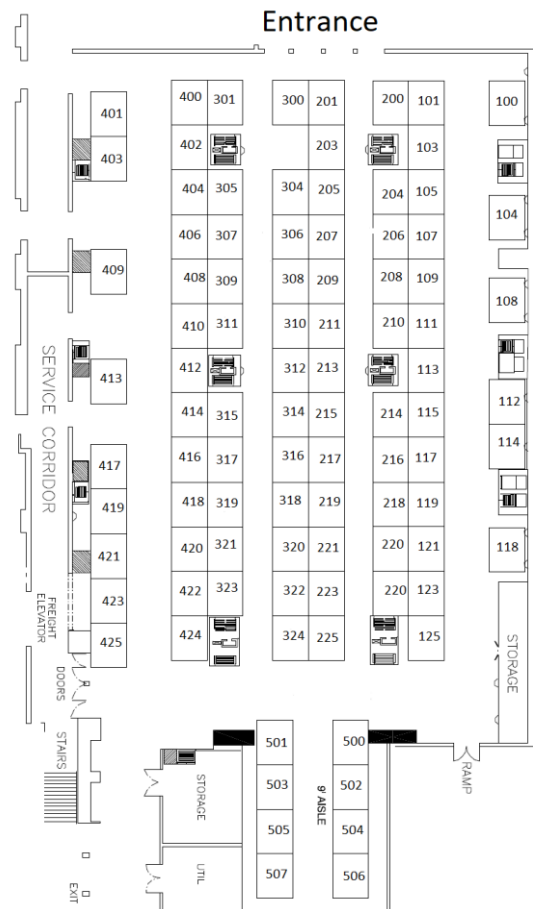 Entrance
400 301 300 201 200 101 100
401
402 203 103
403
404 305 304 205 204 105
104
406 307 306 207 206 107
409
408 309 308 209 208 109
108
410 311 310 211 210 111
412 312 213 113
413
112
414 315 314 215 214 115
114
416 317 316 217 216 117
417
418 319 318 219 218 119
419
420 321 320 221 220 121
421
118
422 323 322 223 220 123
423
424 324 225 125
425
SERVICE CORRIDOR
FREIGHT
ELEVATOR
DOORS
STAIRS
EXIT
STORAGE
RAMP
501 500
503 502
505 504
507 506
9' AISLE
STORAGE
UTIL